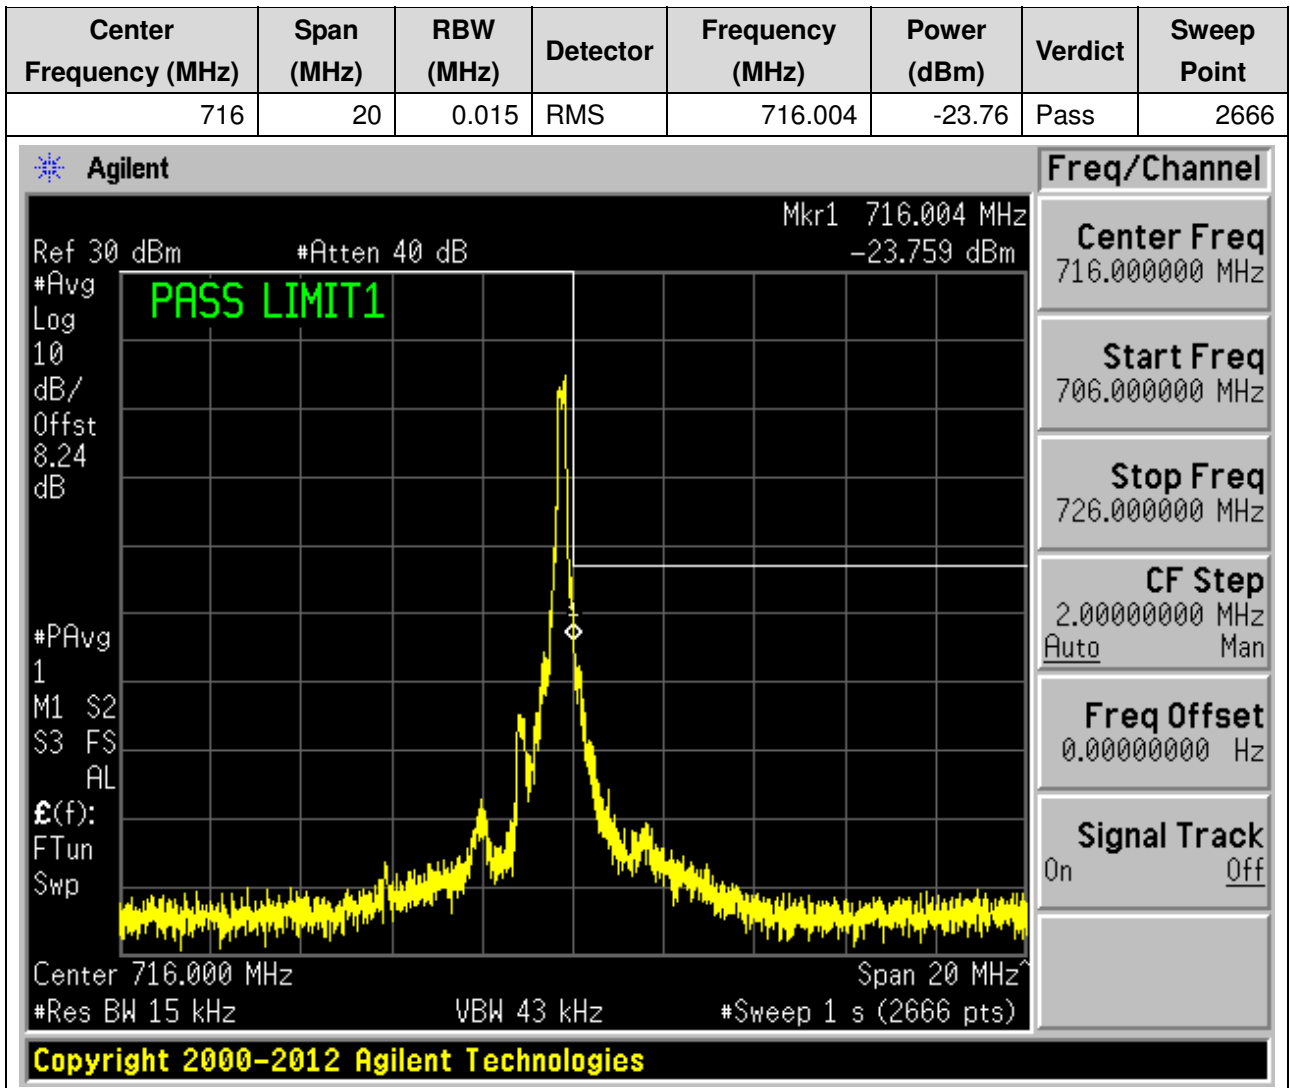 Center Frequency (MHz) Span (MHz) RBW (MHz) Detector Frequency (MHz) Power (dBm) Verdict Sweep Point
716 20 0.015 RMS 716.004 -23.76 Pass 2666
Agilent
Freq/Channel
Mkr1 716.004 MHz
Ref 30 dBm #Atten 40 dB -23.759 dBm
#Avg
Log
10
dB/
Offst
8.24
dB
PASS LIMIT1
1
#PAvg
1
M1 S2
S3 FS
AL
£(f):
FTun
Swp
Center 716.000 MHz Span 20 MHz^
#Res BW 15 kHz VBW 43 kHz #Sweep 1 s (2666 pts)
Center Freq
716.000000 MHz
Start Freq
706.000000 MHz
Stop Freq
726.000000 MHz
CF Step
2.00000000 MHz
Auto Man
Freq Offset
0.00000000 Hz
Signal Track
On Off
Copyright 2000-2012 Agilent Technologies